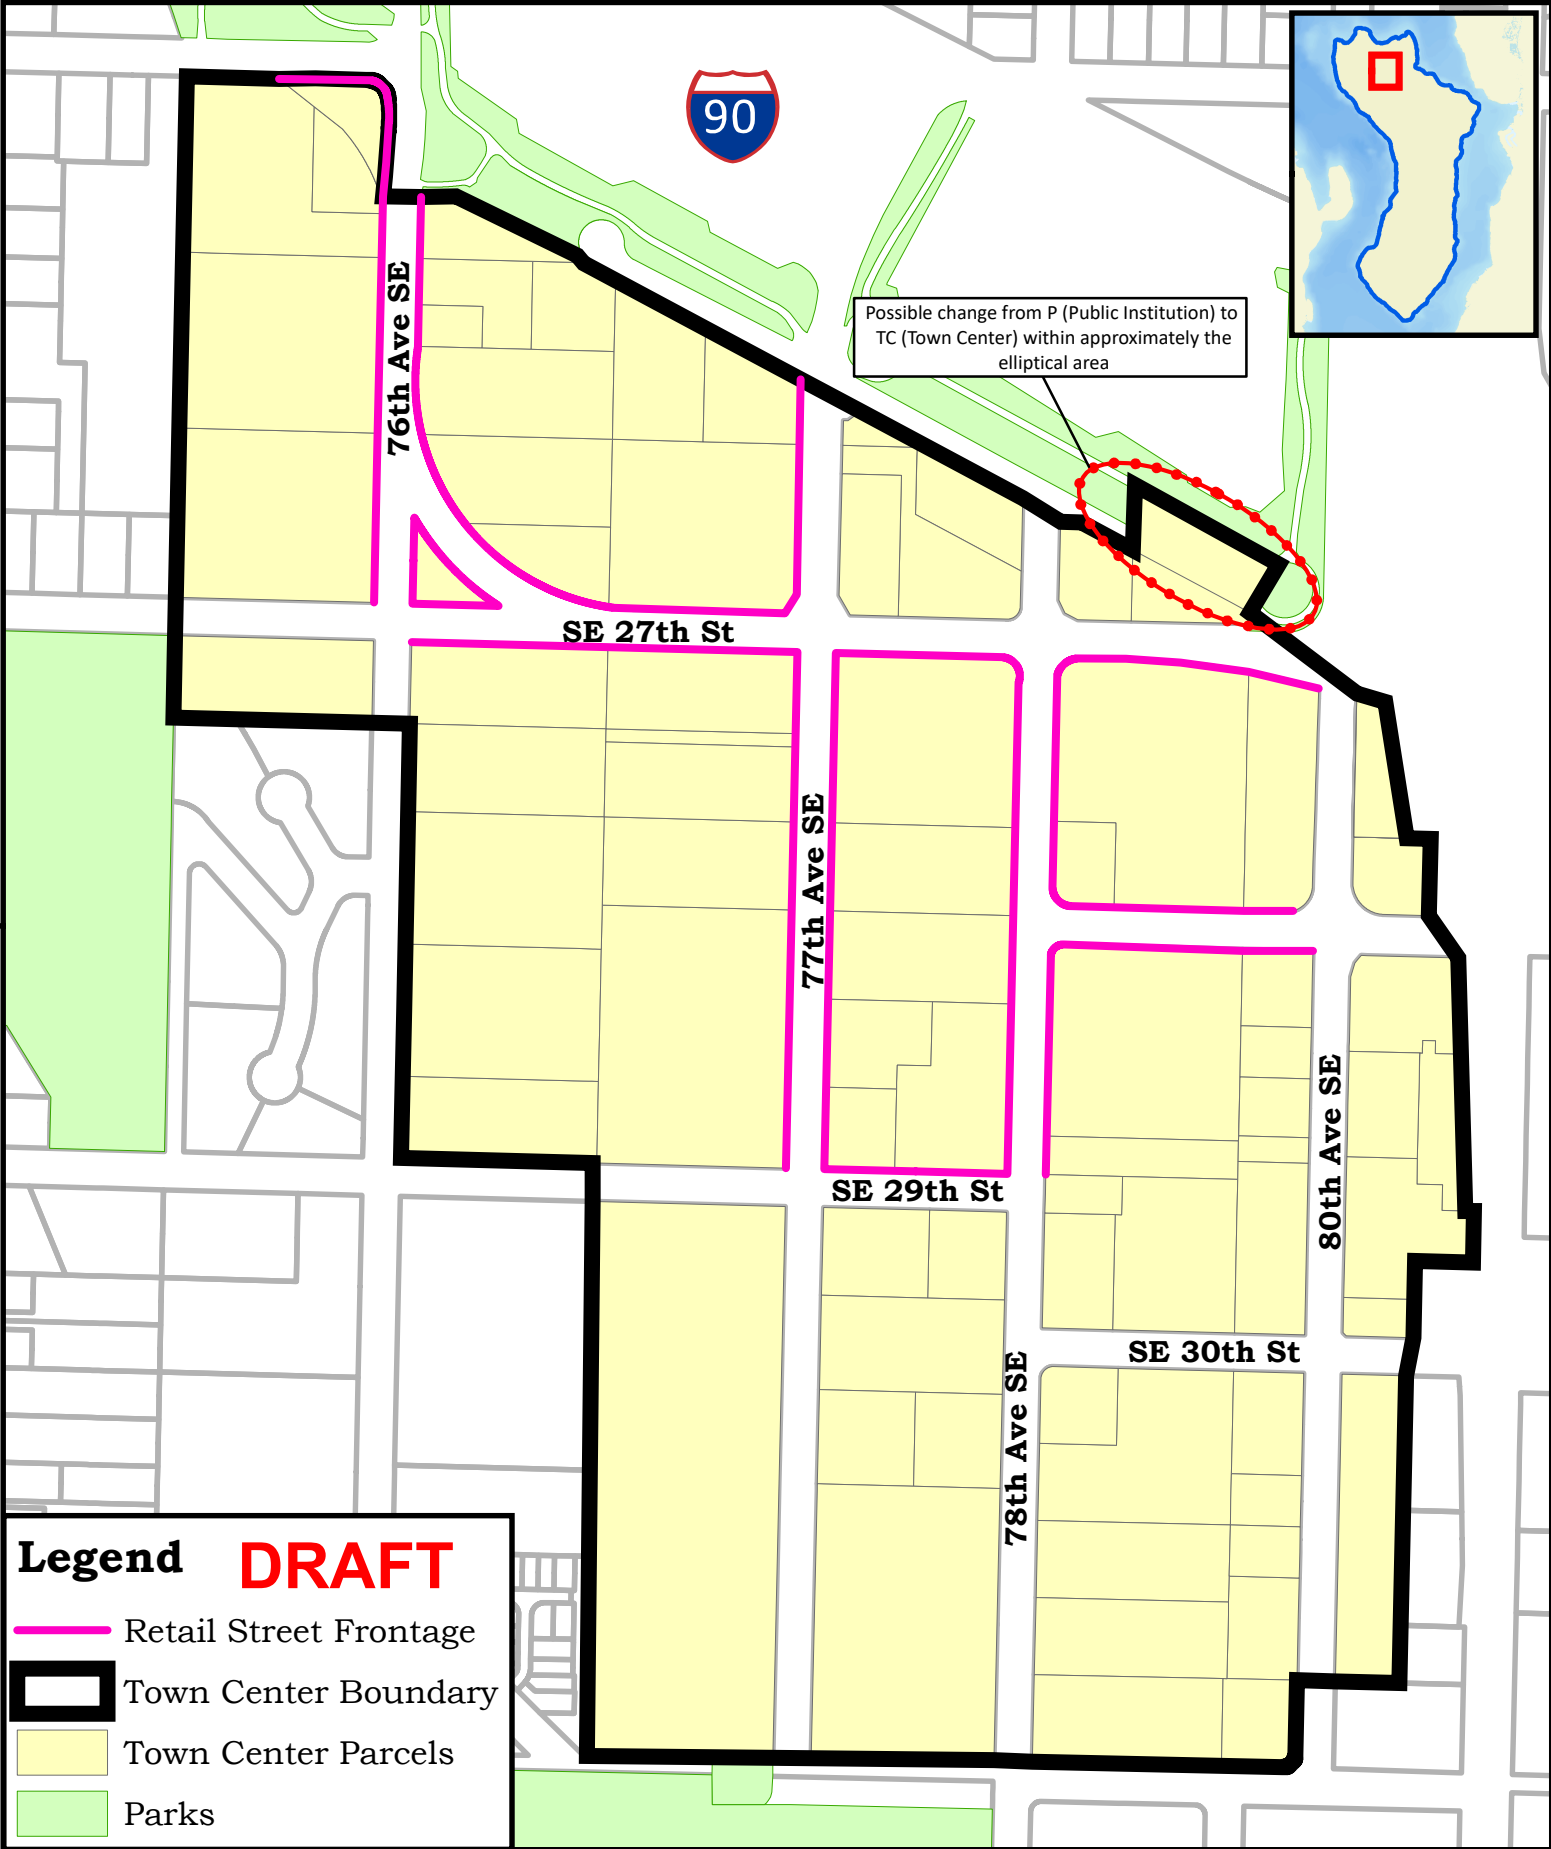 90
Possible change from P (Public Institution) to
TC (Town Center) within approximately the
elliptical area
76th Ave SE
SE 27th St
77th Ave SE
SE 29th St
80th Ave SE
SE 30th St
78th Ave SE
Legend
DRAFT
Retail Street Frontage
Town Center Boundary
Town Center Parcels
Parks